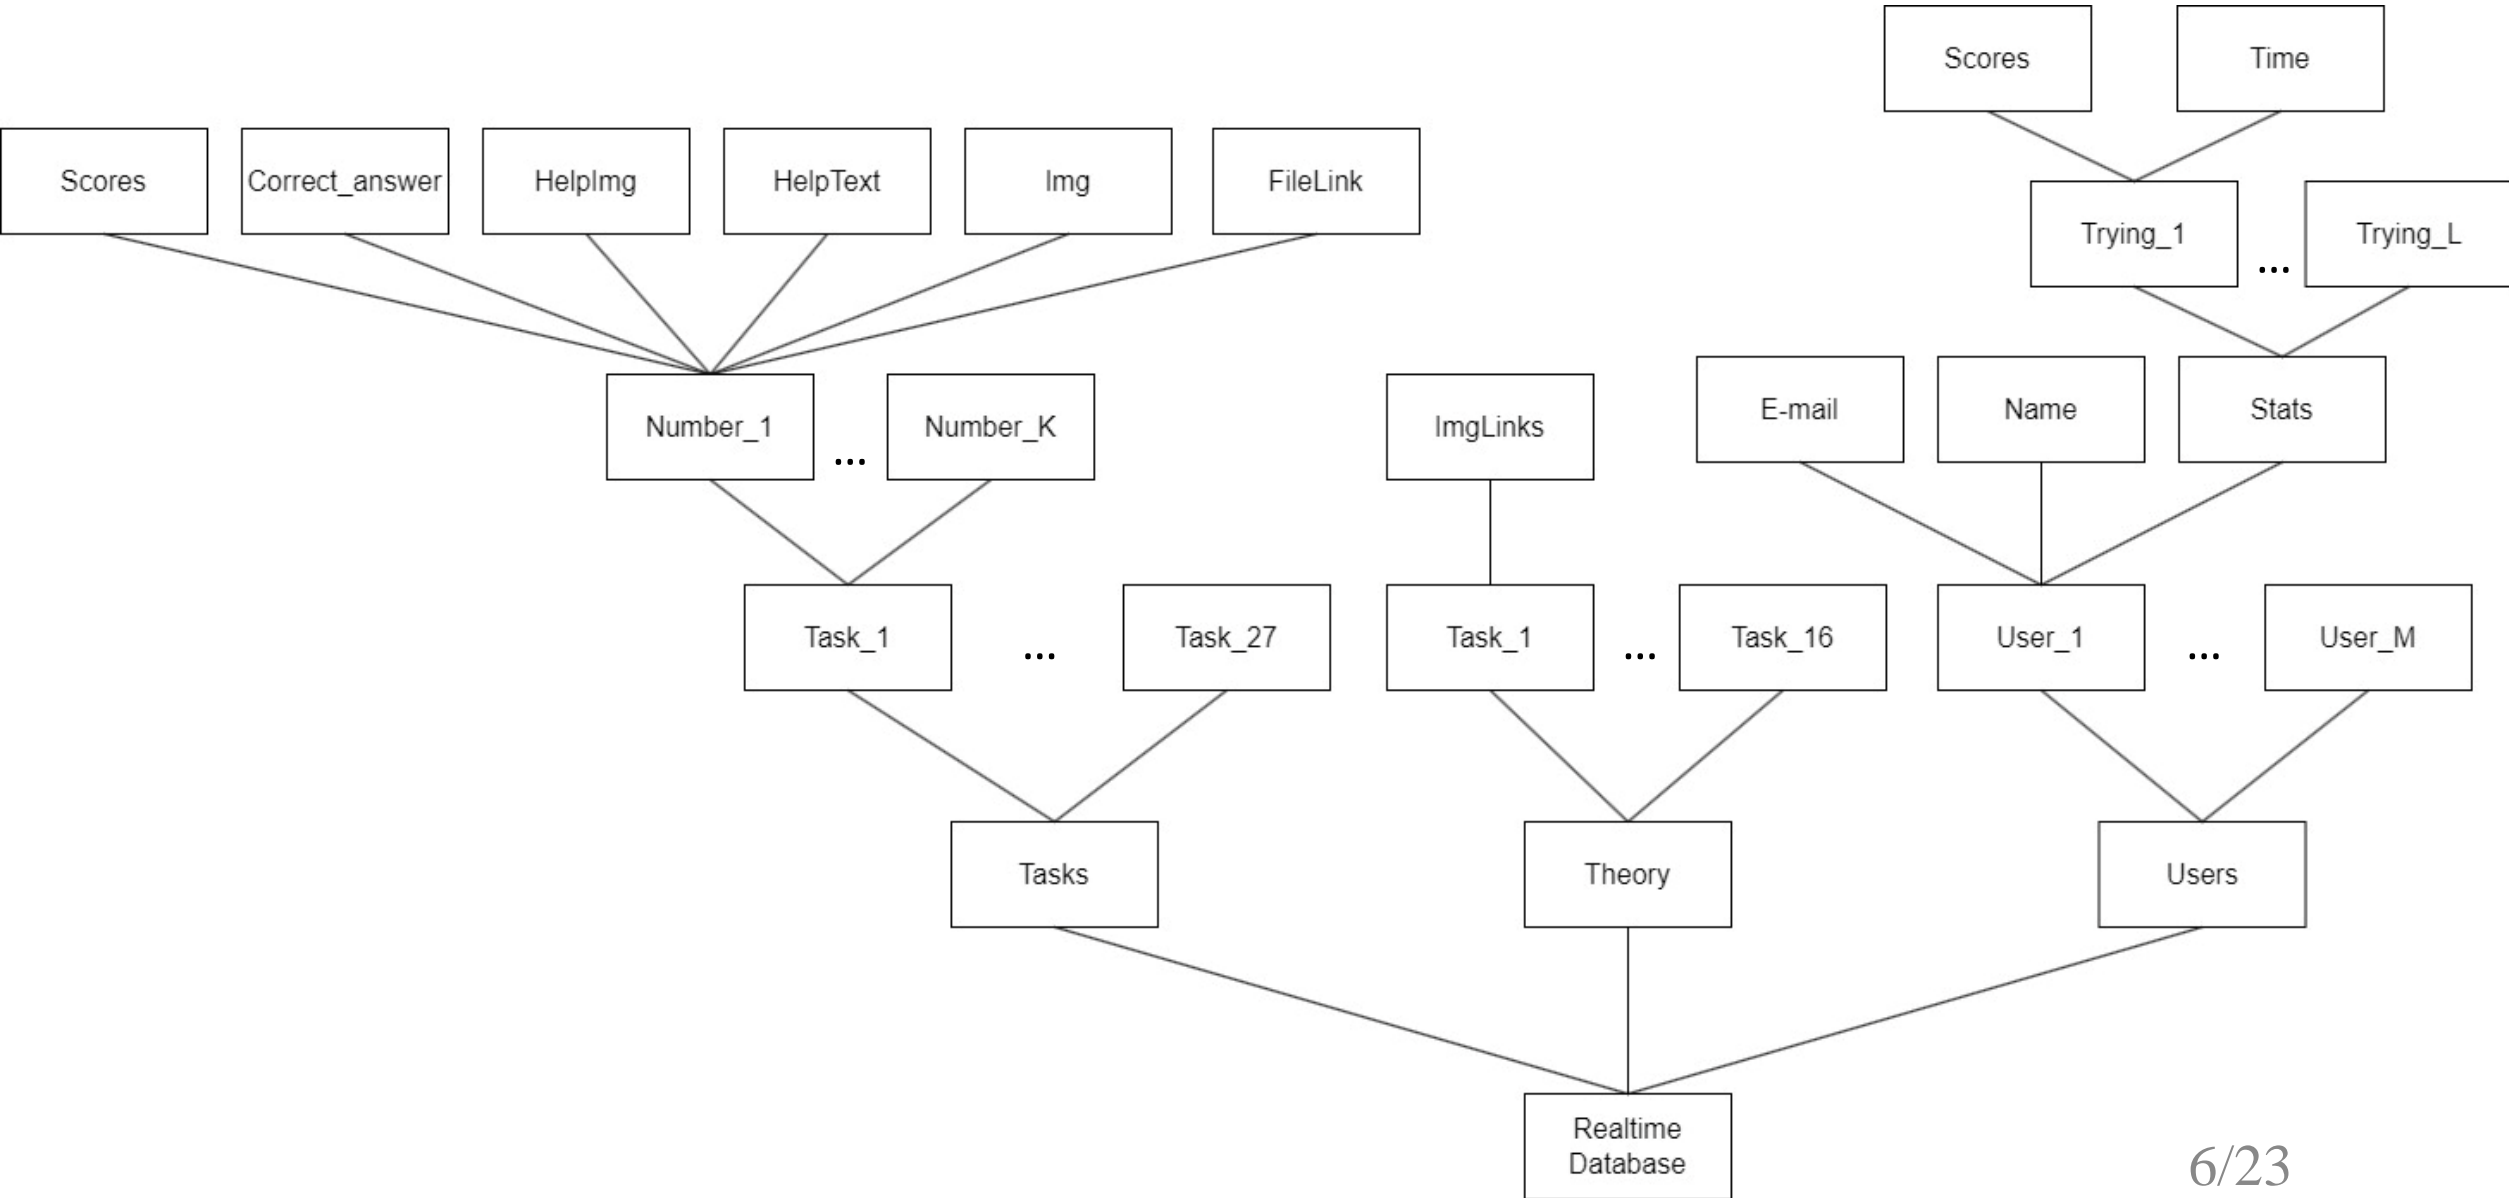 Scores
Time
Scores
Correct_answer
HelpImg
HelpText
Img
FileLink
Trying_1
...
Trying_L
Number_1
...
Number_K
ImgLinks
E-mail
Name
Stats
Task_1
...
Task_27
Task_1
...
Task_16
User_1
...
User_M
Tasks
Theory
Users
Realtime
Database
6/23